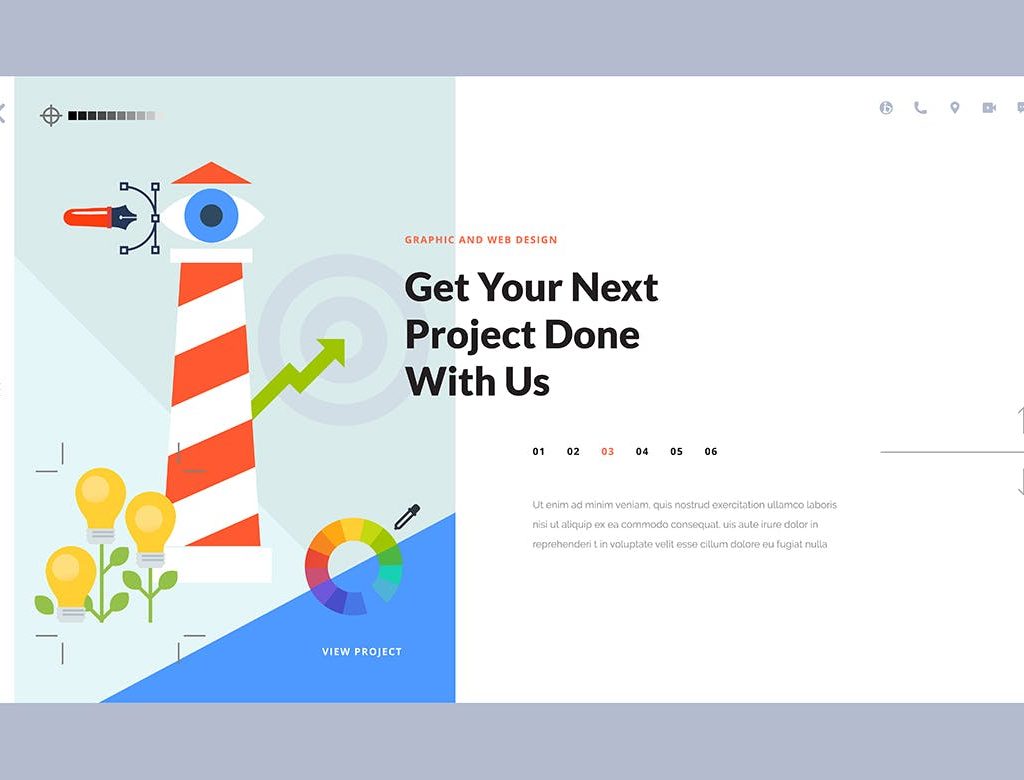 GRAPHIC AND WEB DESIGN
Get Your Next
Project Done
With Us
01 02 03 04 05 06
Ut enim ad minim veniam, quis nostrud exercitation ullamco laboris
nisi ut aliquip ex ea commodo consequat. uis aute irure dolor in
reprehenderi t in voluptate velit esse cillum dolore eu fugiat nulla
VIEW PROJECT